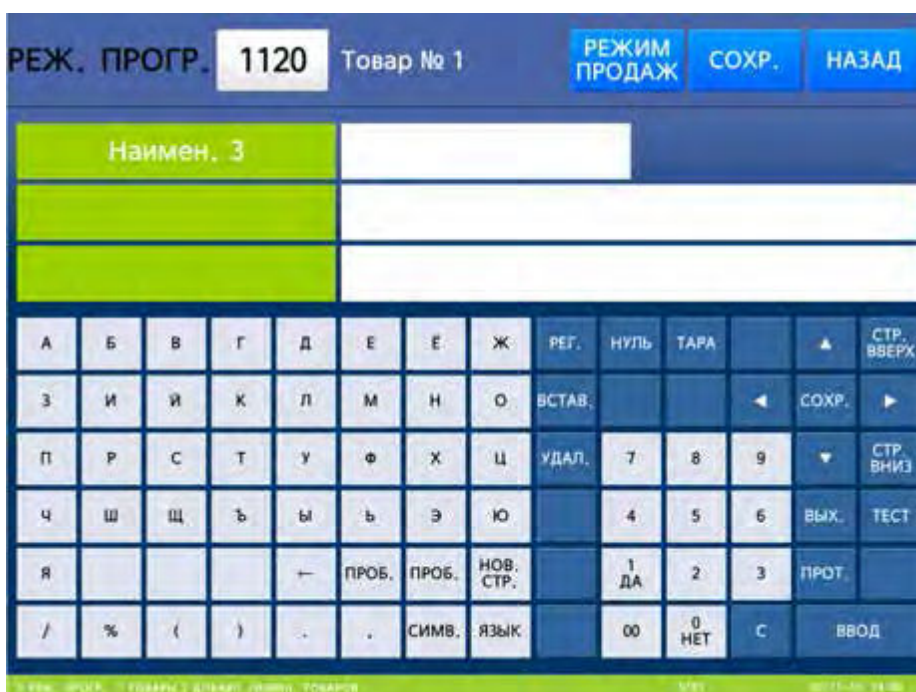 РЕЖ. ПРОГР. 1120 Товар № 1 РЕЖИМ ПРОДАЖ СОХР. НАЗАД
Наимен. 3
А Б В Г Д Е Ё Ж РЕГ. НУЛЬ ТАРА ▲ СТР. ВВЕРХ
З И Й К Л М Н О ВСТАВ. ◀ СОХР. ▶
П Р С Т У Ф Х Ц УДАЛ. 7 8 9 ▼ СТР. ВНИЗ
Ч Ш Щ Ъ Ы Ь Э Ю 4 5 6 ВЫХ. ТЕСТ
Я ← ПРОБ. ПРОБ. НОВ. СТР. 1 ДА 2 3 ПРОТ.
/ % ( ) . СИМВ. ЯЗЫК 00 0 НЕТ С ВВОД